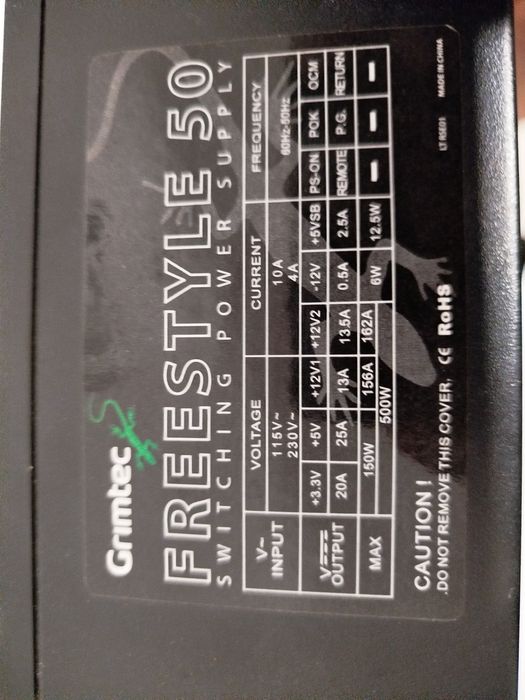 Grimtec
FREESTYLE 50
SWITCHING POWER SUPPLY
V~ INPUT VOLTAGE CURRENT FREQUENCY
115V~ 10A 60Hz-50Hz
230V~ 4A
V OUTPUT +3.3V +5V +12V1 +12V2 -12V +5VSB PS-ON POK OCM
20A 25A 13A 13.5A 0.5A 2.5A REMOTE P.G. RETURN
MAX 150W 156A 162A 6W 12.5W — — —
500W
CAUTION !
.DO NOT REMOVE THIS COVER. CE RoHS
LT R5E01 MADE IN CHINA